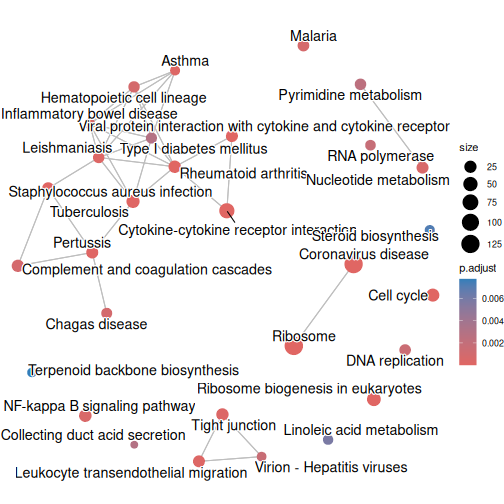 Malaria
Asthma
Hematopoietic cell lineage
Pyrimidine metabolism
Inflammatory bowel disease
Viral protein interaction with cytokine and cytokine receptor
Leishmaniasis
Type I diabetes mellitus
RNA polymerase
Rheumatoid arthritis
Nucleotide metabolism
Staphylococcus aureus infection
Tuberculosis
Cytokine-cytokine receptor interaction
Steroid biosynthesis
Pertussis
Coronavirus disease
Complement and coagulation cascades
Cell cycle
Chagas disease
Ribosome
DNA replication
Terpenoid backbone biosynthesis
Ribosome biogenesis in eukaryotes
NF-kappa B signaling pathway
Tight junction
Linoleic acid metabolism
Collecting duct acid secretion
Leukocyte transendothelial migration
Virion - Hepatitis viruses
size
25
50
75
100
125
p.adjust
0.006
0.004
0.002